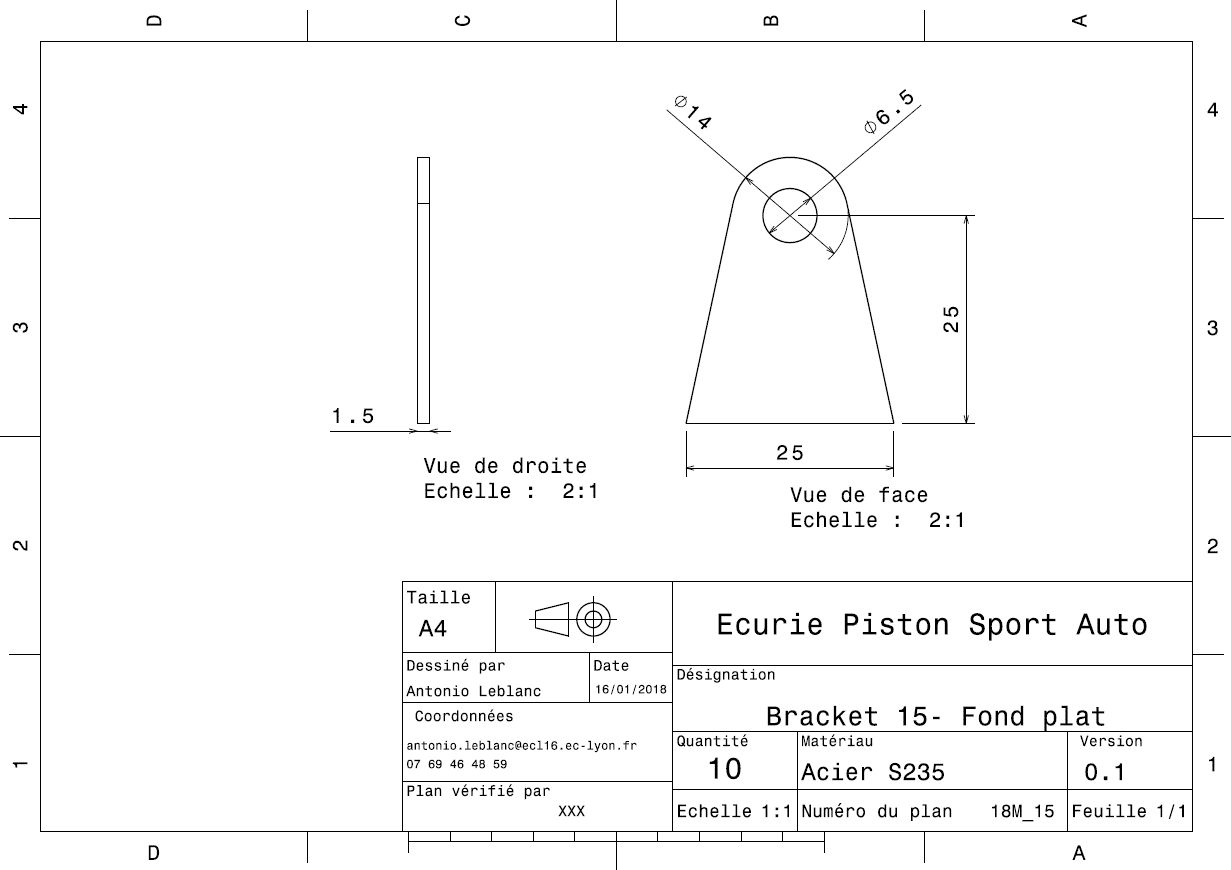 D C B A
4 4
⌀14
⌀6.5
3 3
25
1.5
25
Vue de droite
Echelle : 2:1
Vue de face
Echelle : 2:1
2 2
Taille
A4
Ecurie Piston Sport Auto
Dessiné par
Antonio Leblanc
Date
16/01/2018
Désignation
Bracket 15- Fond plat
Coordonnées
antonio.leblanc@ecl16.ec-lyon.fr
07 69 46 48 59
Quantité
10
Matériau
Acier S235
Version
0.1
1 1
Plan vérifié par
XXX
Echelle 1:1
Numéro du plan 18M_15
Feuille 1/1
D A